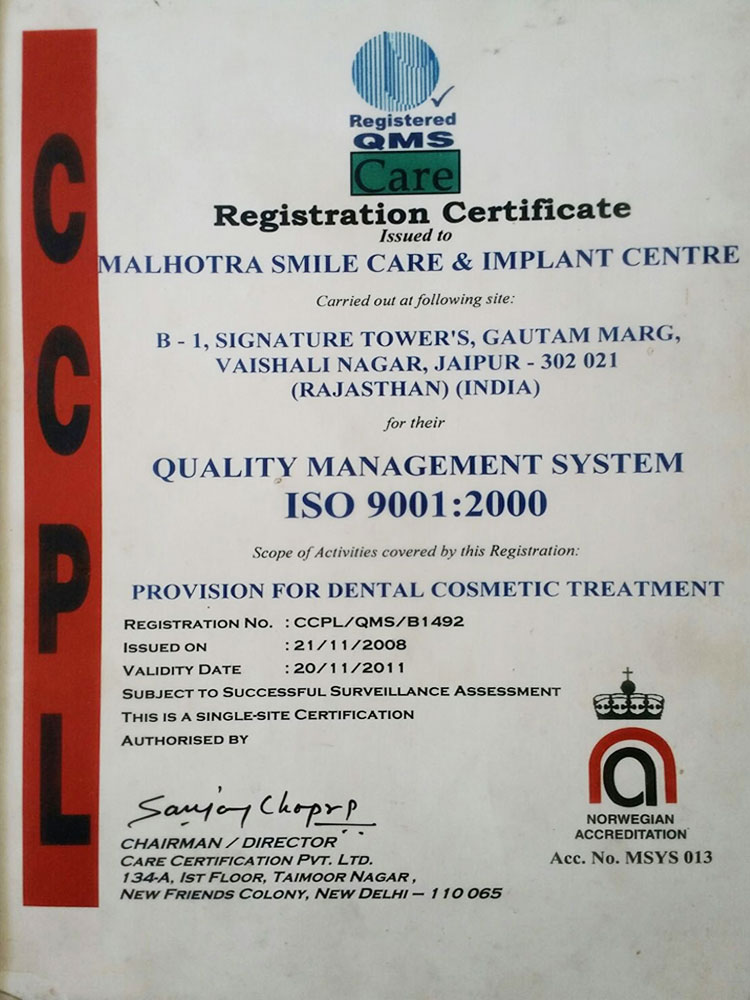 C
C
P
L
Registered
QMS
Care
Registration Certificate
Issued to
MALHOTRA SMILE CARE & IMPLANT CENTRE
Carried out at following site:
B - 1, SIGNATURE TOWER'S, GAUTAM MARG,
VAISHALI NAGAR, JAIPUR - 302 021
(RAJASTHAN) (INDIA)
for their
QUALITY MANAGEMENT SYSTEM
ISO 9001:2000
Scope of Activities covered by this Registration:
PROVISION FOR DENTAL COSMETIC TREATMENT
REGISTRATION NO. : CCPL/QMS/B1492
ISSUED ON : 21/11/2008
VALIDITY DATE : 20/11/2011
SUBJECT TO SUCCESSFUL SURVEILLANCE ASSESSMENT
THIS IS A SINGLE-SITE CERTIFICATION
AUTHORISED BY
Sanjay Chopra
CHAIRMAN / DIRECTOR
CARE CERTIFICATION PVT. LTD.
134-A, IST FLOOR, TAIMOOR NAGAR,
NEW FRIENDS COLONY, NEW DELHI – 110 065
na
NORWEGIAN
ACCREDITATION
Acc. No. MSYS 013